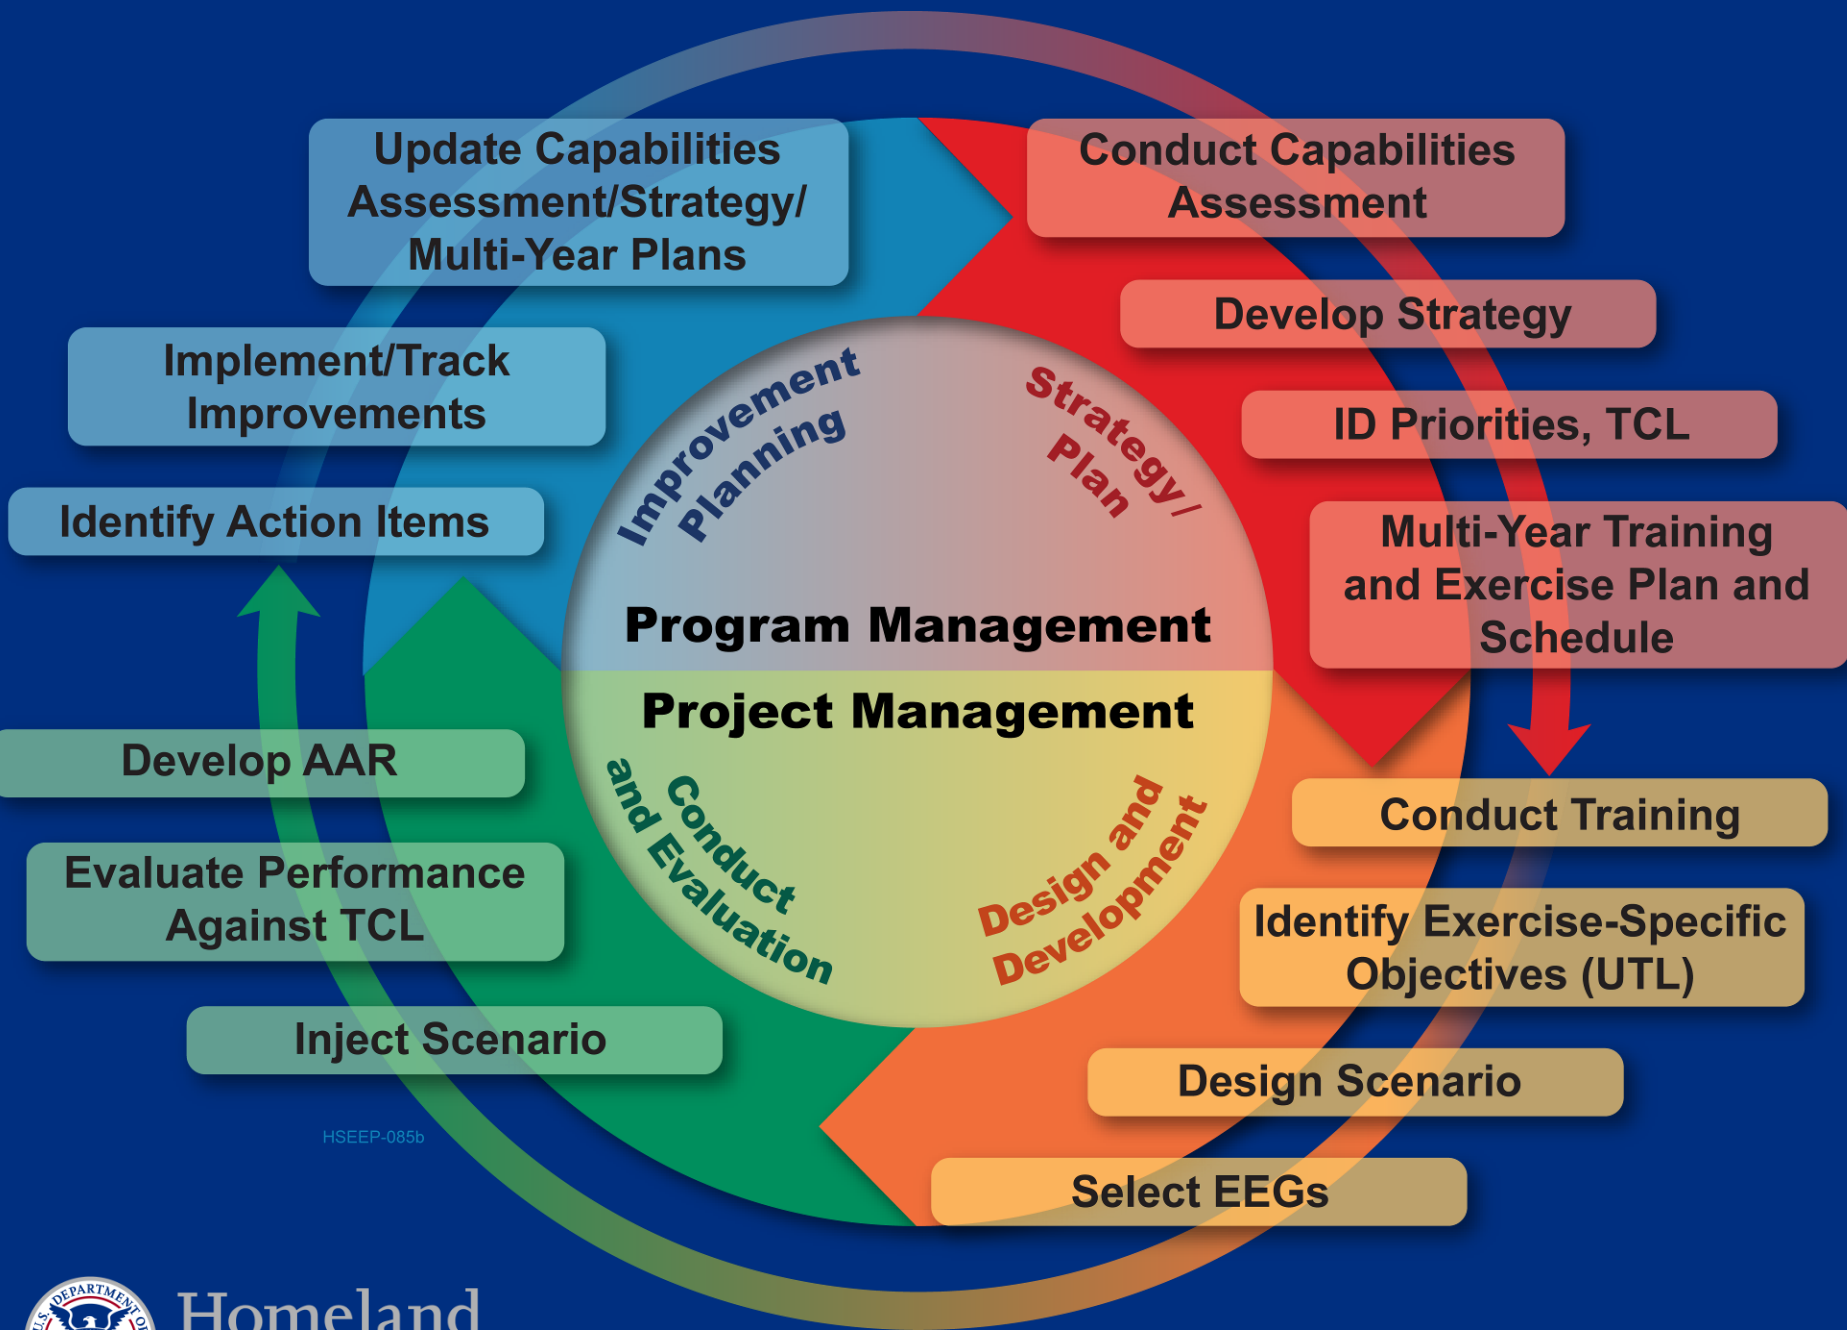 Update Capabilities
Assessment/Strategy/
Multi-Year Plans
Conduct Capabilities
Assessment
Develop Strategy
Implement/Track
Improvements
ID Priorities, TCL
Identify Action Items
Multi-Year Training
and Exercise Plan and
Schedule
Improvement
Planning
Strategy/
Plan
Program Management
Project Management
Conduct
and Evaluation
Design and
Development
Develop AAR
Conduct Training
Evaluate Performance
Against TCL
Identify Exercise-Specific
Objectives (UTL)
Inject Scenario
Design Scenario
HSEEP-085b
Select EEGs
U.S. DEPARTMENT OF
Homeland